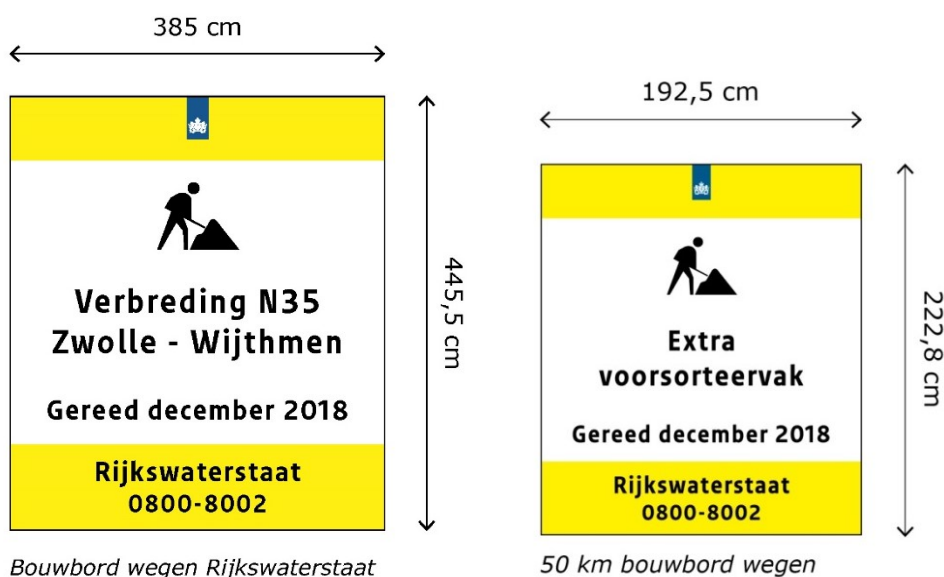 385 cm
Verbreding N35
Zwolle - Wijthmen
Gereed december 2018
Rijkswaterstaat
0800-8002
445,5 cm
Bouwbord wegen Rijkswaterstaat
192,5 cm
Extra
voorsorteervak
Gereed december 2018
Rijkswaterstaat
0800-8002
222,8 cm
50 km bouwbord wegen